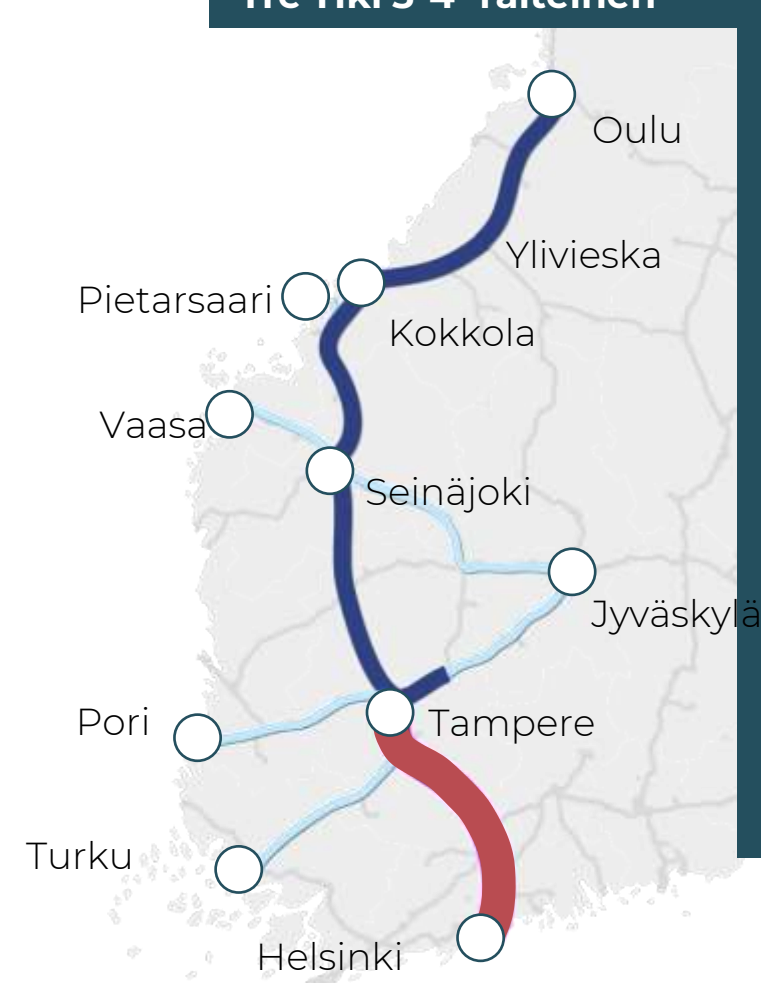 Oulu
Ylivieska
Pietarsaari
Kokkola
Vaasa
Seinäjoki
Jyväskylä
Pori
Tampere
Turku
Helsinki